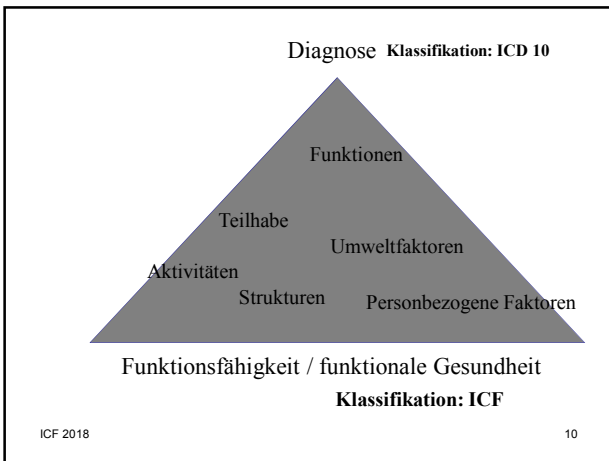 Diagnose Klassifikation: ICD 10
Funktionen
Teilhabe
Umweltfaktoren
Aktivitäten
Strukturen
Personbezogene Faktoren
Funktionsfähigkeit / funktionale Gesundheit
Klassifikation: ICF
ICF 2018
10